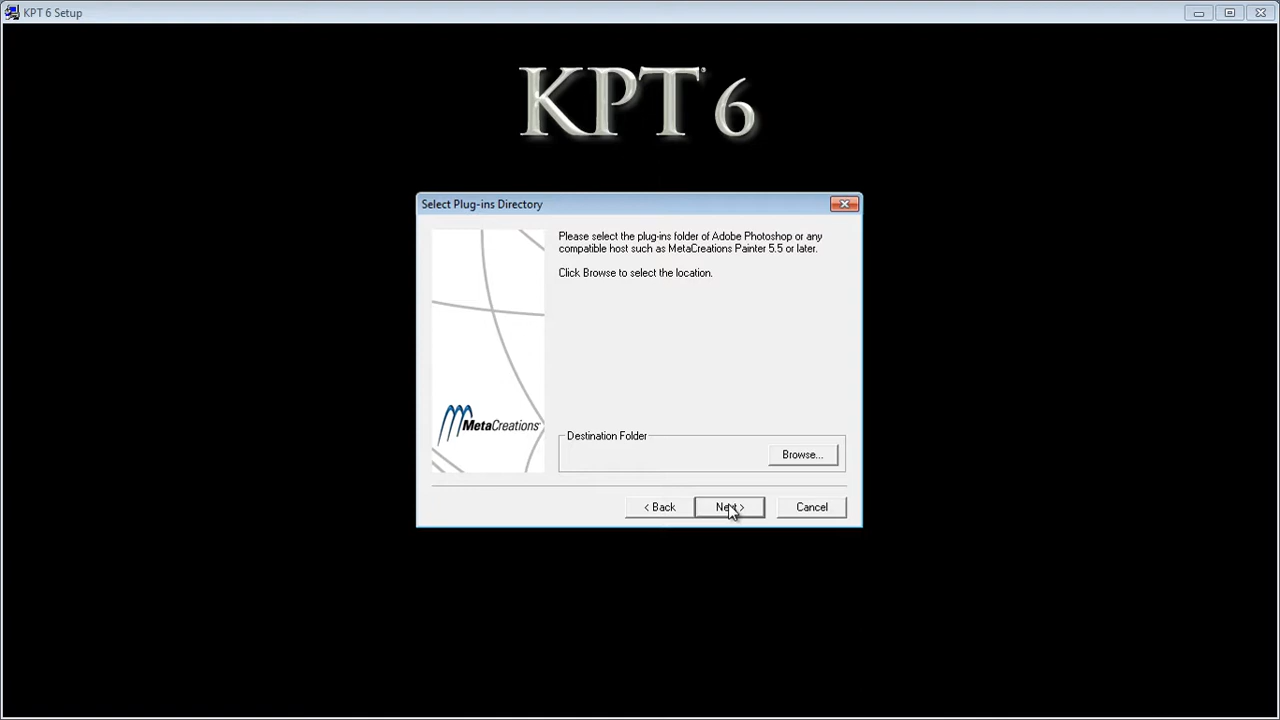 KPT 6 Setup
KPT 6
Select Plug-ins Directory
Please select the plug-ins folder of Adobe Photoshop or any
compatible host such as MetaCreations Painter 5.5 or later.
Click Browse to select the location.
MetaCreations
Destination Folder
Browse...
< Back
Next >
Cancel